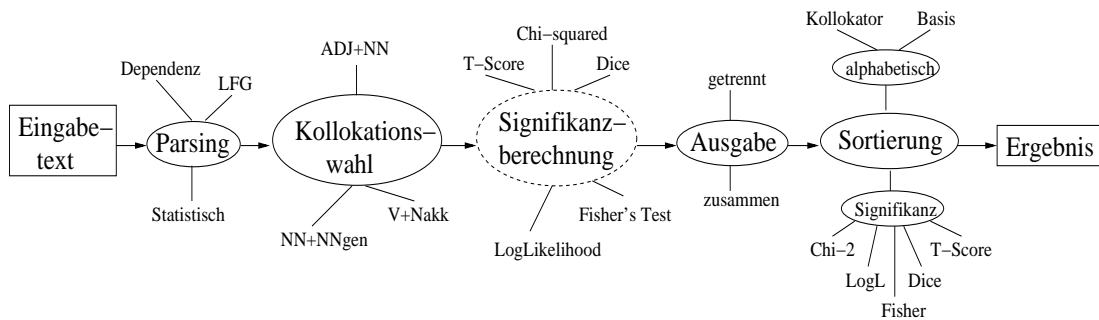 Eingabe–
text
Dependenz
LFG
Parsing
Statistisch
ADJ+NN
Kollokations–
wahl
NN+NNgen
V+Nakk
Chi–squared
T–Score
Dice
Signifikanz–
berechnung
Fisher's Test
LogLikelihood
getrennt
Ausgabe
zusammen
Kollokator
Basis
alphabetisch
Sortierung
Signifikanz
Chi–2
T–Score
LogL
Dice
Fisher
Ergebnis